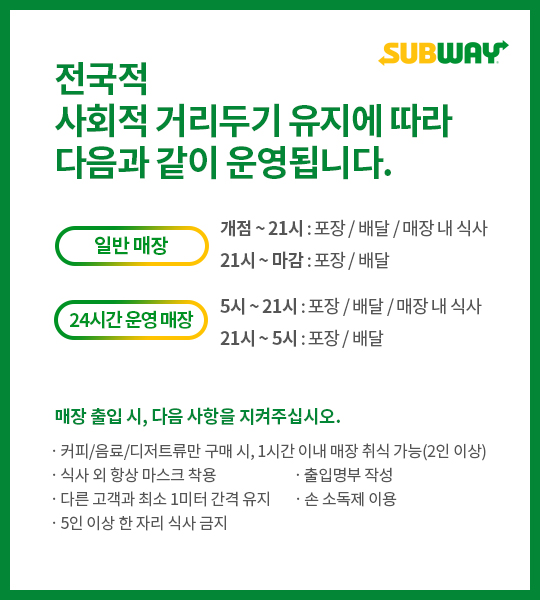 SUBWAY
전국적
사회적 거리두기 유지에 따라
다음과 같이 운영됩니다.
일반 매장
개점 ~ 21시 : 포장 / 배달 / 매장 내 식사
21시 ~ 마감 : 포장 / 배달
24시간 운영 매장
5시 ~ 21시 : 포장 / 배달 / 매장 내 식사
21시 ~ 5시 : 포장 / 배달
매장 출입 시, 다음 사항을 지켜주십시오.
· 커피/음료/디저트류만 구매 시, 1시간 이내 매장 취식 가능(2인 이상)
· 식사 외 항상 마스크 착용 · 출입명부 작성
· 다른 고객과 최소 1미터 간격 유지 · 손 소독제 이용
· 5인 이상 한 자리 식사 금지